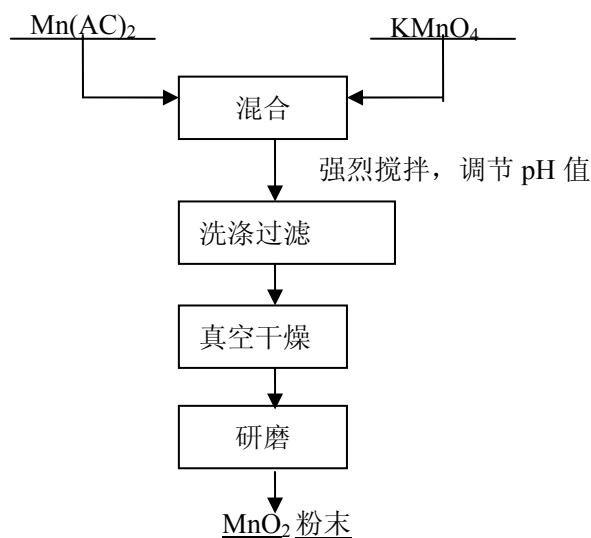 Mn(AC)₂
KMnO₄
混合
强烈搅拌，调节 pH 值
洗涤过滤
真空干燥
研磨
MnO₂ 粉末